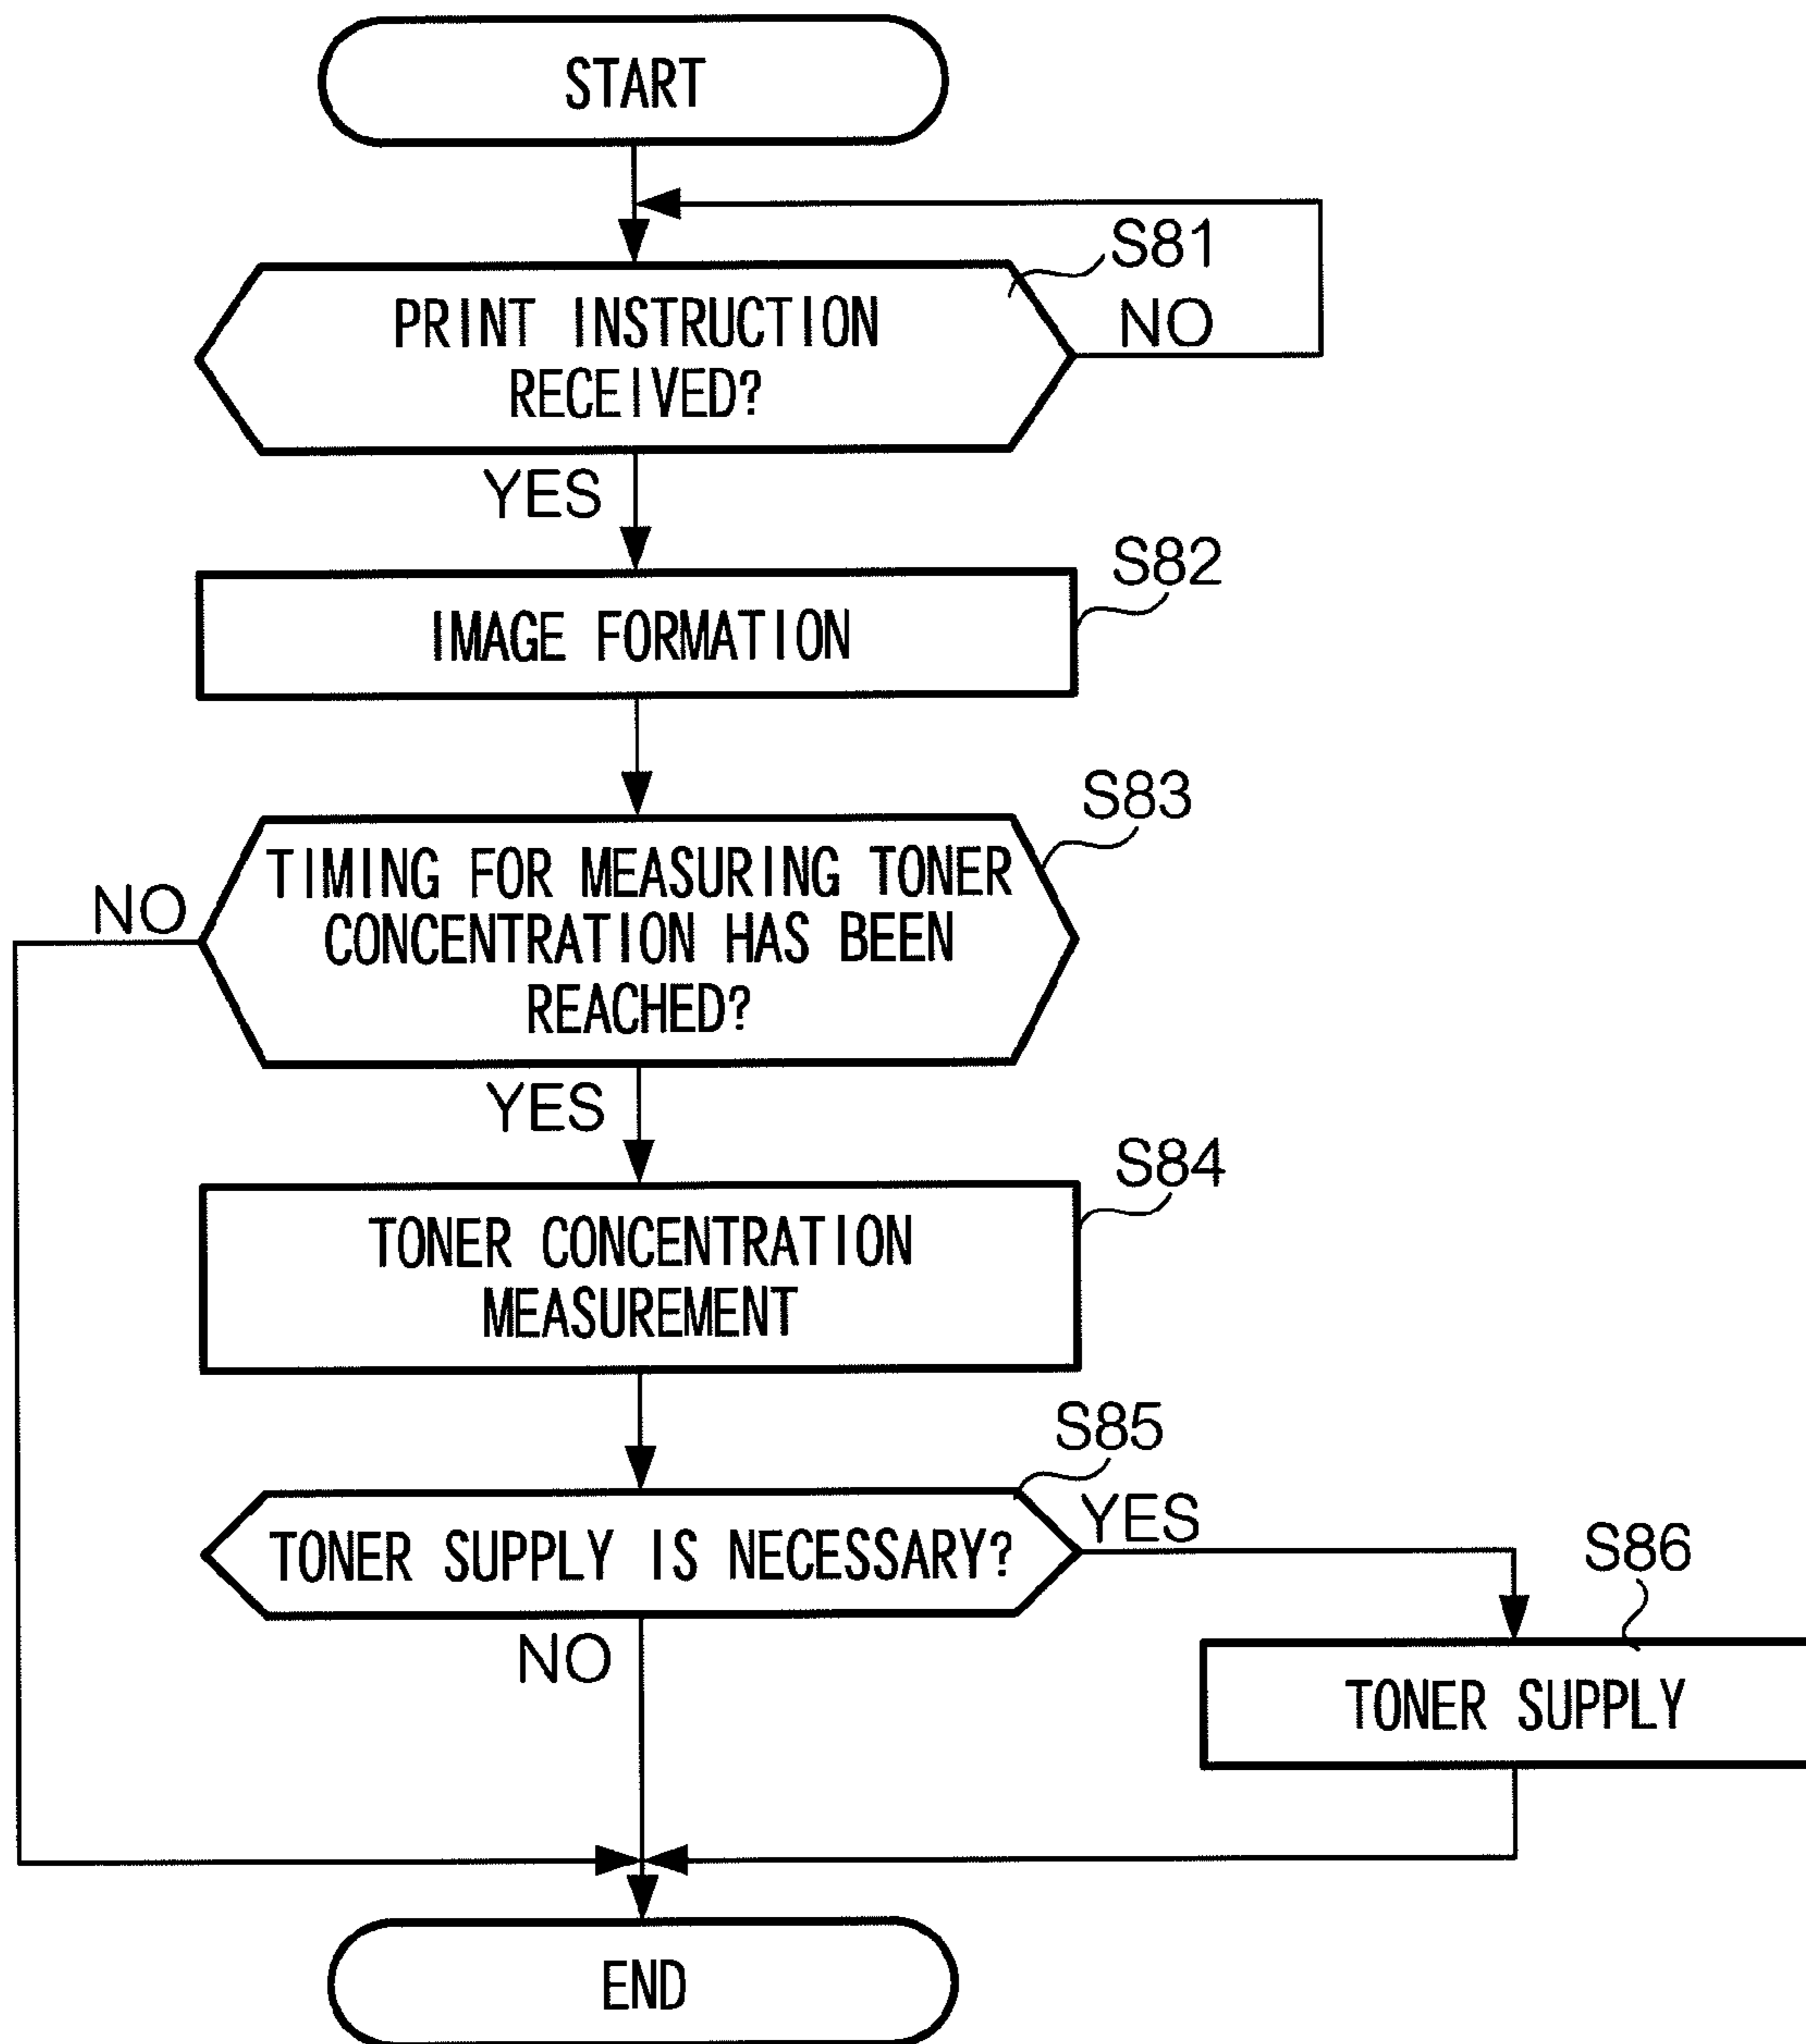 START
S81
PRINT INSTRUCTION
RECEIVED?
NO
YES
S82
IMAGE FORMATION
S83
TIMING FOR MEASURING TONER
CONCENTRATION HAS BEEN
REACHED?
NO
YES
S84
TONER CONCENTRATION
MEASUREMENT
S85
TONER SUPPLY IS NECESSARY?
YES
NO
S86
TONER SUPPLY
END